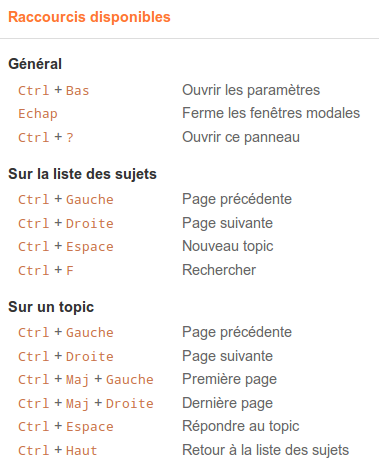 Raccourcis disponibles
Général
Ctrl + Bas Ouvrir les paramètres
Echap Ferme les fenêtres modales
Ctrl + ? Ouvrir ce panneau
Sur la liste des sujets
Ctrl + Gauche Page précédente
Ctrl + Droite Page suivante
Ctrl + Espace Nouveau topic
Ctrl + F Rechercher
Sur un topic
Ctrl + Gauche Page précédente
Ctrl + Droite Page suivante
Ctrl + Maj + Gauche Première page
Ctrl + Maj + Droite Dernière page
Ctrl + Espace Répondre au topic
Ctrl + Haut Retour à la liste des sujets